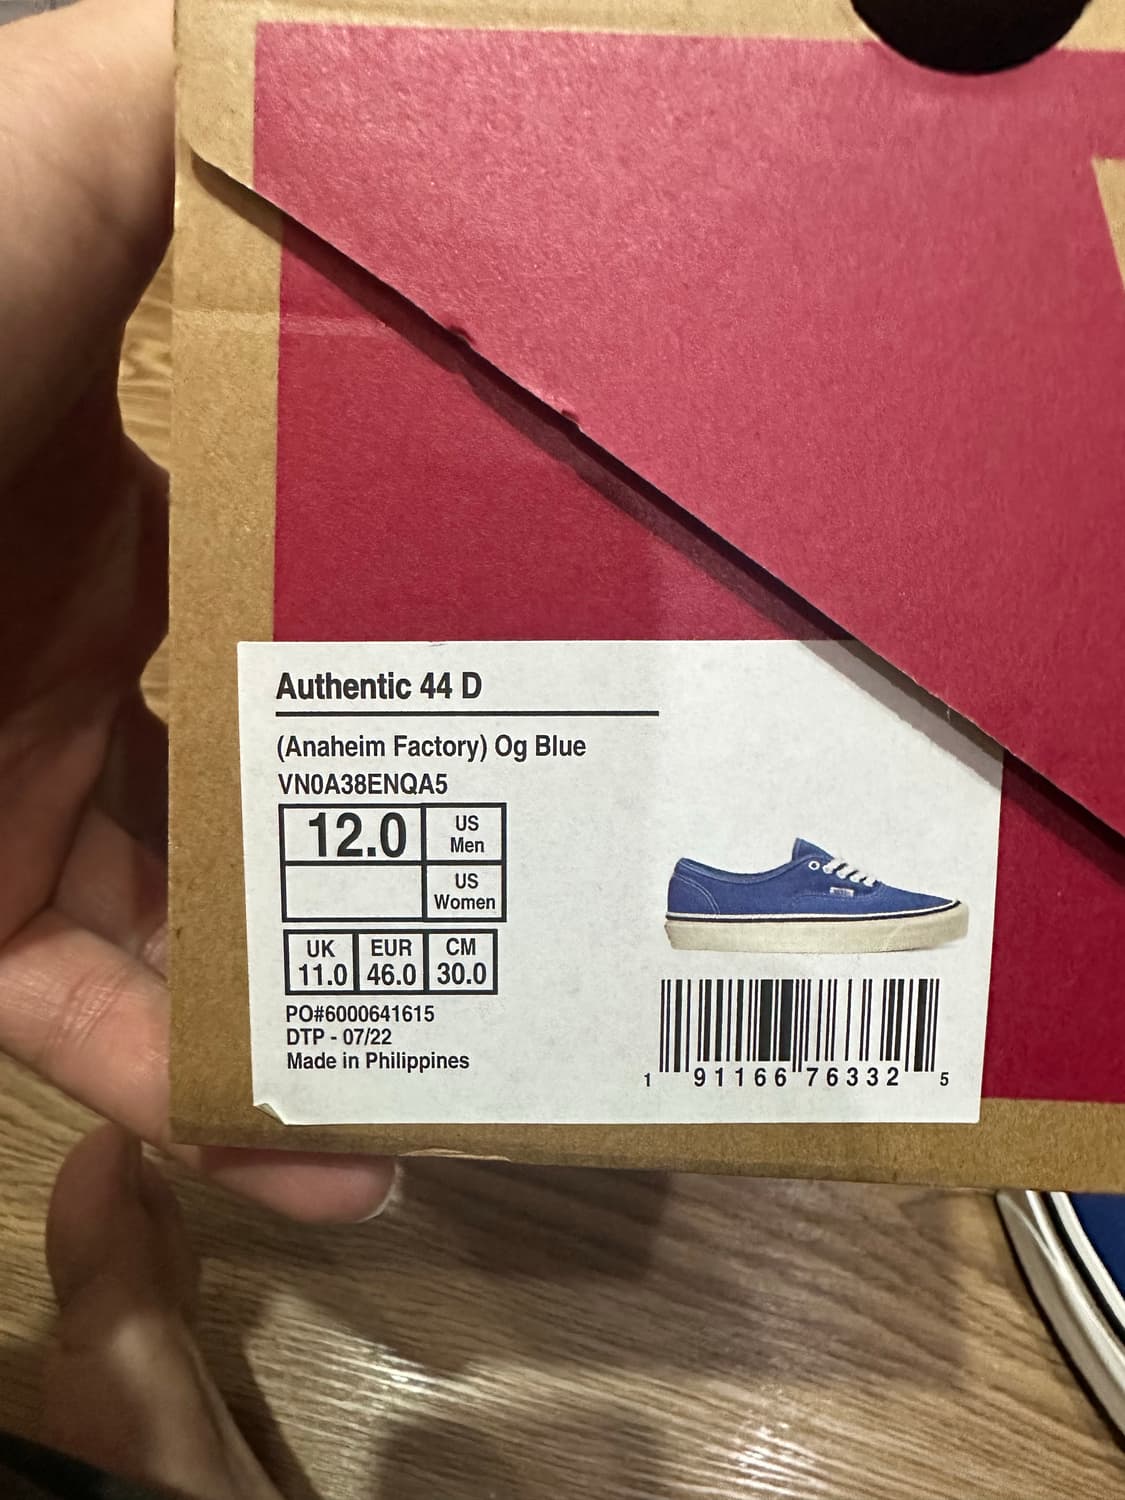 Authentic 44 D
(Anaheim Factory) Og Blue
VN0A38ENQA5
12.0 US Men
US Women
UK EUR CM
11.0 46.0 30.0
PO#6000641615
DTP - 07/22
Made in Philippines
1 91166 76332 5